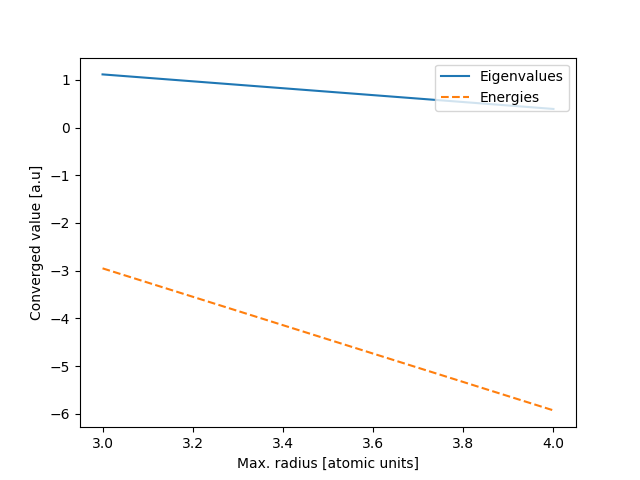 Eigenvalues
Energies
1
0
−1
−2
−3
−4
−5
−6
Converged value [a.u]
3.0 3.2 3.4 3.6 3.8 4.0
Max. radius [atomic units]